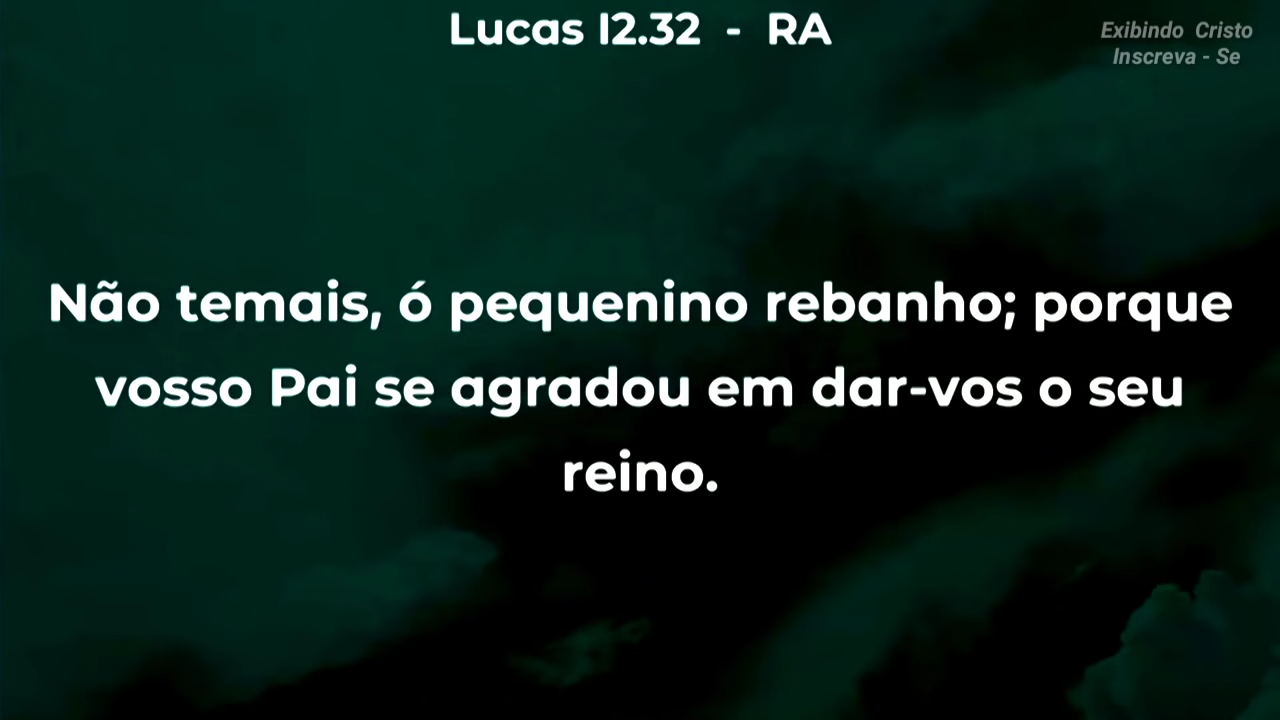 Lucas 12.32 - RA
Exibindo Cristo
Inscreva - Se
Não temais, ó pequenino rebanho; porque
vosso Pai se agradou em dar-vos o seu
reino.